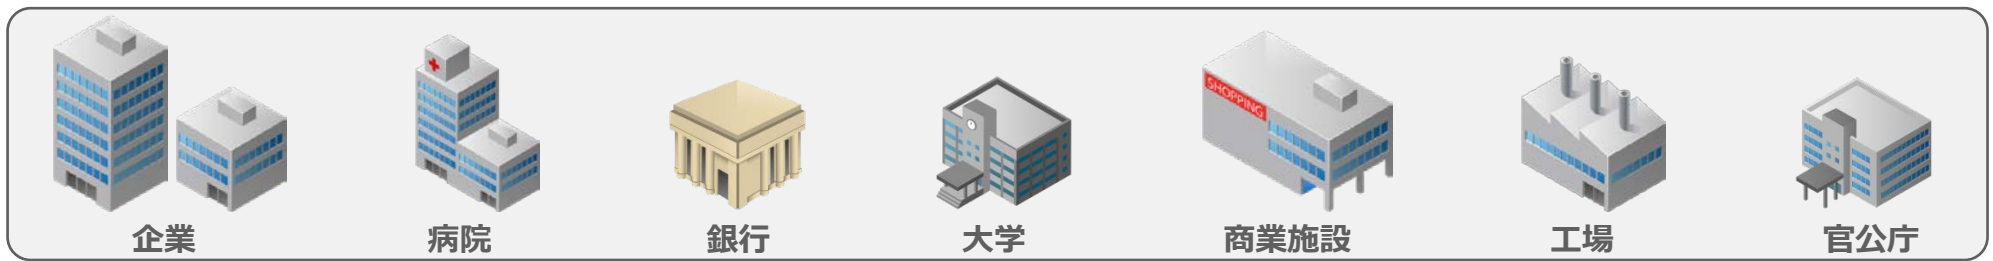 SHOPPING
企業
病院
銀行
大学
商業施設
工場
官公庁